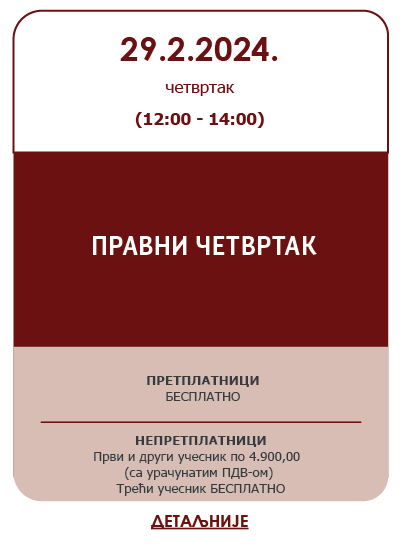 29.2.2024.
четвртак
(12:00 - 14:00)
ПРАВНИ ЧЕТВРТАК
ПРЕТПЛАТНИЦИ
БЕСПЛАТНО
НЕПРЕТПЛАТНИЦИ
Први и други учесник по 4.900,00
(са урачунатим ПДВ-ом)
Трећи учесник БЕСПЛАТНО
ДЕТАЉНИЈЕ